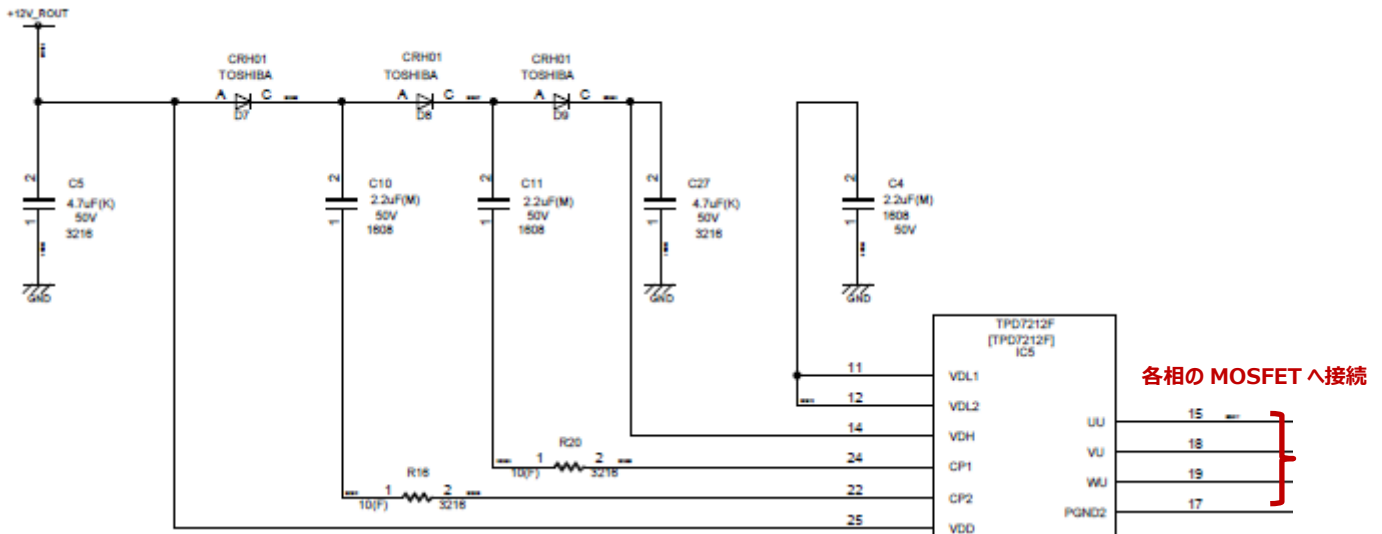 +12V_ROUT
CRH01
TOSHIBA
A C
D7
CRH01
TOSHIBA
A C
D8
CRH01
TOSHIBA
A C
D9
2
C5
4.7uF(K)
50V
3216
1
GND
2
C10
2.2uF(M)
50V
1608
1
2
C11
2.2uF(M)
50V
1608
1
2
C27
4.7uF(K)
50V
3216
1
GND
2
C4
2.2uF(M)
1608
50V
1
GND
TPD7212F
[TPD7212F]
IC5
各相の MOSFET へ接続
11 VDL1
12 VDL2
14 VDH
R20
1 2
10(F) 3216
24 CP1
R16
1 2
10(F) 3216
22 CP2
25 VDD
UU 15
VU 18
WU 19
PGND2 17